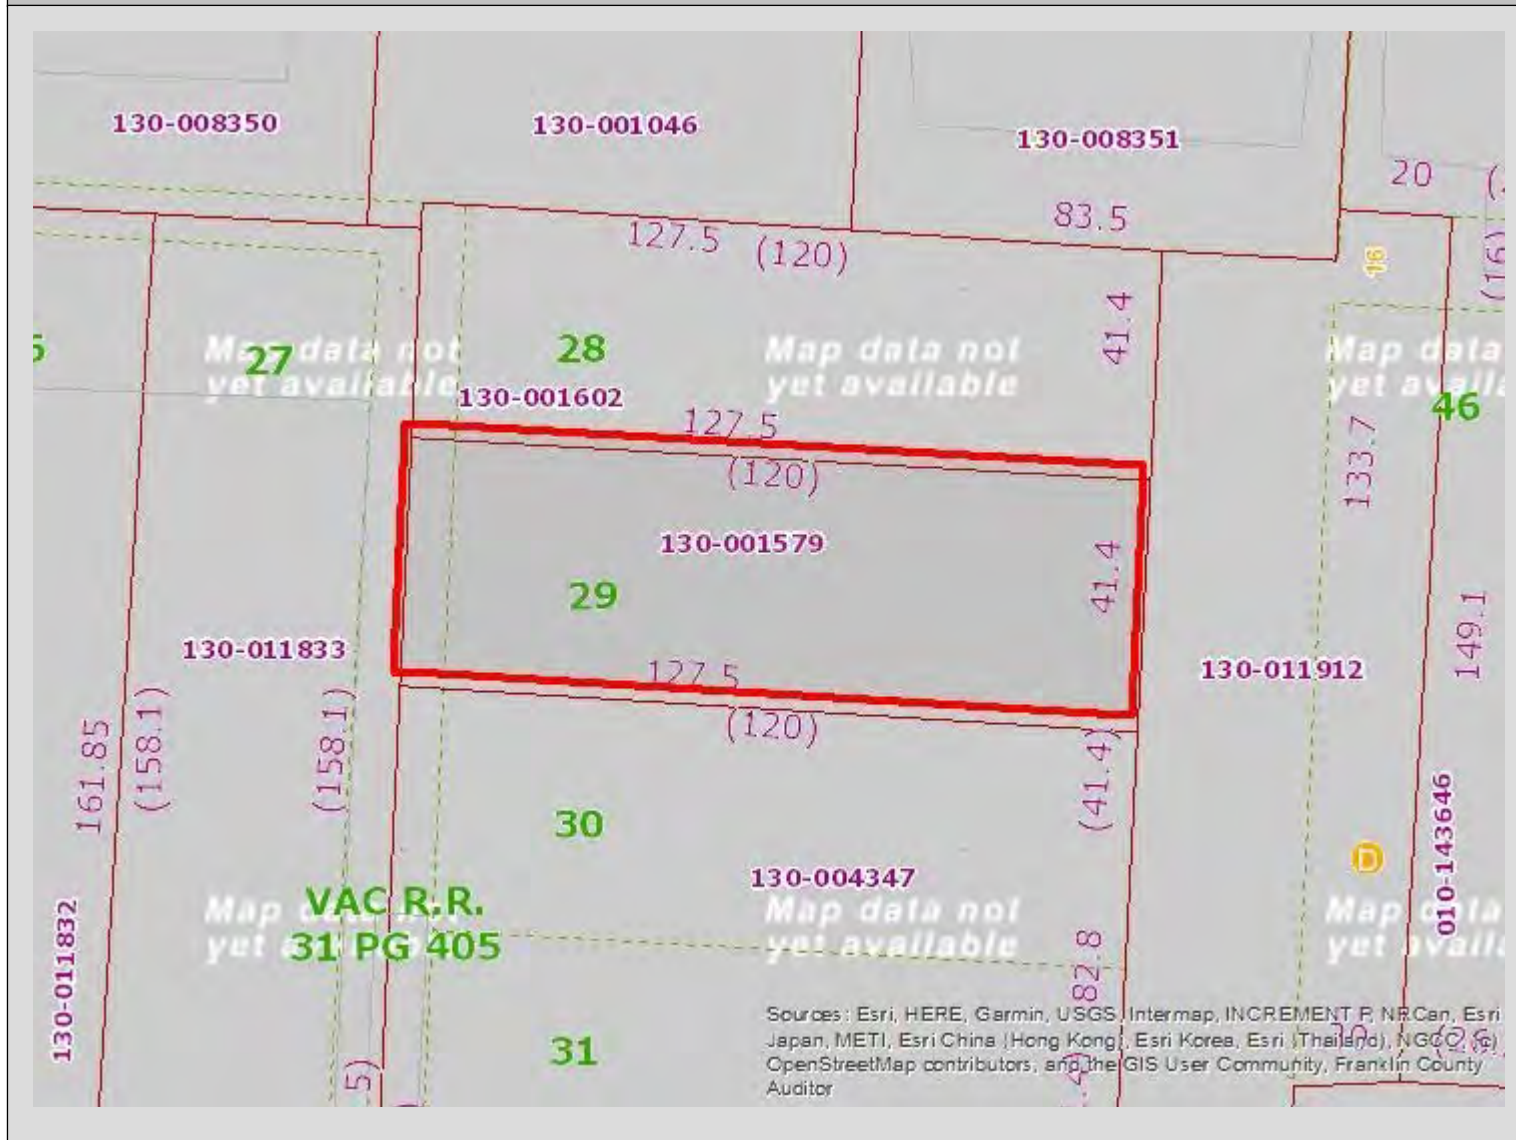 130-008350
130-001046
130-008351
20
83.5
127.5
(120)
16
(16)
41.4
Map data not
yet available
27
28
Map data not
yet available
Map data
46
130-001602
127.5
(120)
133.7
130-001579
41.4
29
149.1
130-011833
130-011912
127.5
(120)
161.85
(158.1)
(158.1)
(41.4)
30
010-143646
D
130-004347
VAC R.R.
31 PG 405
Map data not
yet available
130-011832
82.8
31
Sources: Esri, HERE, Garmin, USGS, Intermap, INCREMENT P, NRCan, Esri
Japan, METI, Esri China (Hong Kong), Esri Korea, Esri (Thailand), NGCC, (c)
OpenStreetMap contributors, and the GIS User Community, Franklin County
Auditor